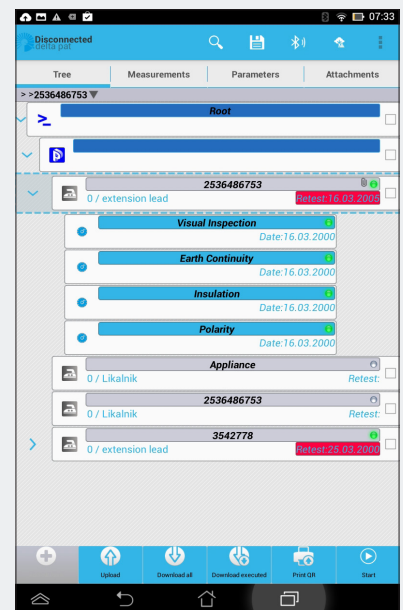 07:33
Disconnected
delta pat
Tree Measurements Parameters Attachments
> >2536486753▼
Root
2536486753
0 / extension lead Retest:16.03.2005
Visual Inspection
Date:16.03.2000
Earth Continuity
Date:16.03.2000
Insulation
Date:16.03.2000
Polarity
Date:16.03.2000
Appliance
0 / Likalnik Retest:
2536486753
0 / Likalnik Retest:
3542778
0 / extension lead Retest:25.03.2000
Upload Download all Download executed Print QR Start